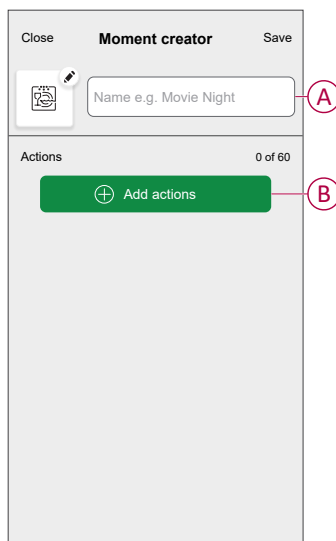 Close Moment creator Save
Name e.g. Movie Night
A
Actions 0 of 60
Add actions
B